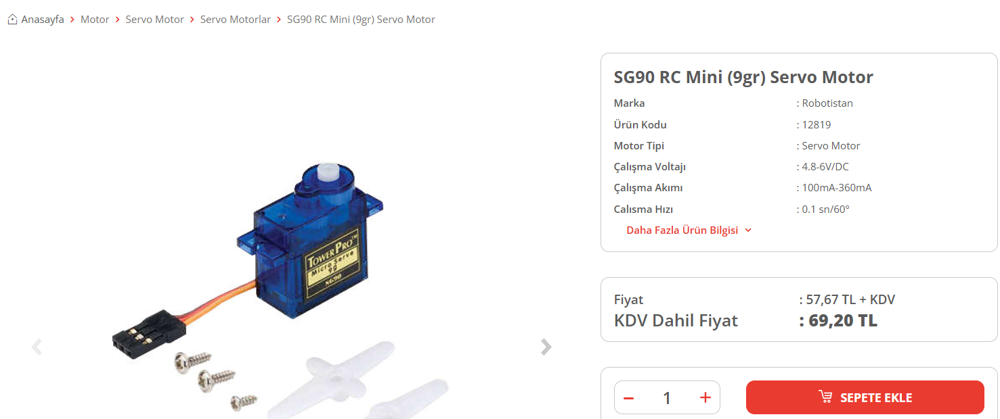 Anasayfa > Motor > Servo Motor > Servo Motorlar > SG90 RC Mini (9gr) Servo Motor
SG90 RC Mini (9gr) Servo Motor
Marka : Robotistan
Ürün Kodu : 12819
Motor Tipi : Servo Motor
Çalışma Voltajı : 4.8-6V/DC
Çalışma Akımı : 100mA-360mA
Calısma Hızı : 0.1 sn/60°
Daha Fazla Ürün Bilgisi
TOWER PRO™
Micro Servo
9g
SG90
Fiyat : 57,67 TL + KDV
KDV Dahil Fiyat : 69,20 TL
− 1 +
SEPETE EKLE